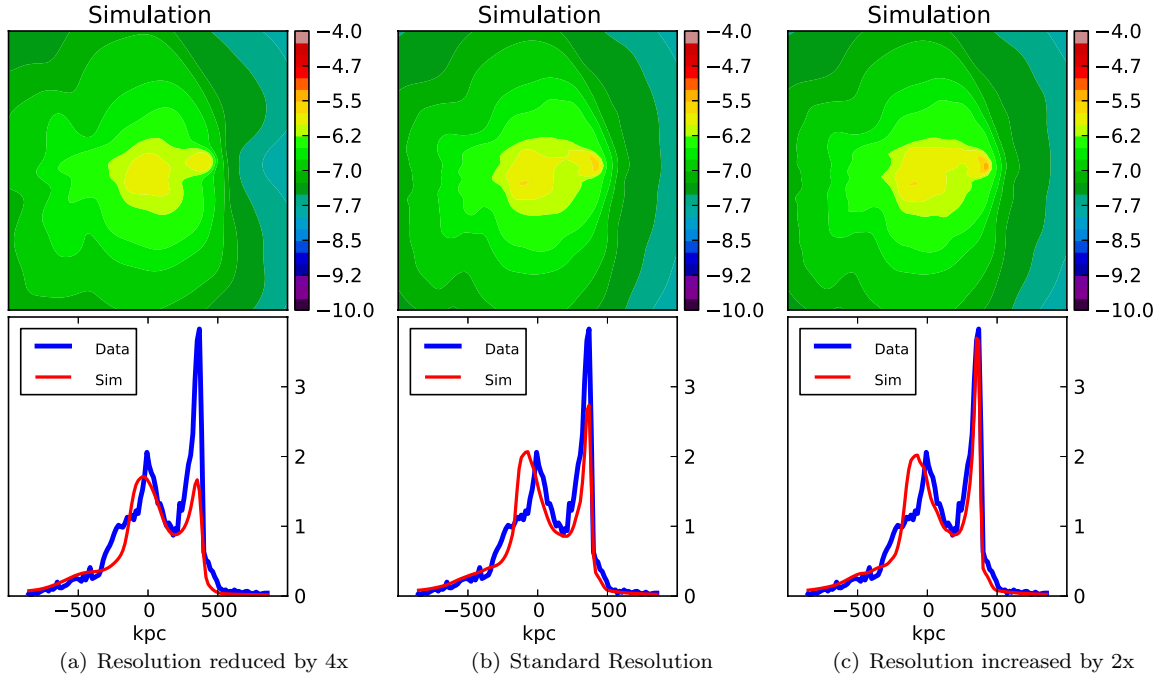 Simulation
−4.0
−4.7
−5.5
−6.2
−7.0
−7.7
−8.5
−9.2
−10.0
Data
Sim
3
2
1
0
−500 0 500
kpc
(a) Resolution reduced by 4x
Simulation
−4.0
−4.7
−5.5
−6.2
−7.0
−7.7
−8.5
−9.2
−10.0
Data
Sim
3
2
1
0
−500 0 500
kpc
(b) Standard Resolution
Simulation
−4.0
−4.7
−5.5
−6.2
−7.0
−7.7
−8.5
−9.2
−10.0
Data
Sim
3
2
1
0
−500 0 500
kpc
(c) Resolution increased by 2x